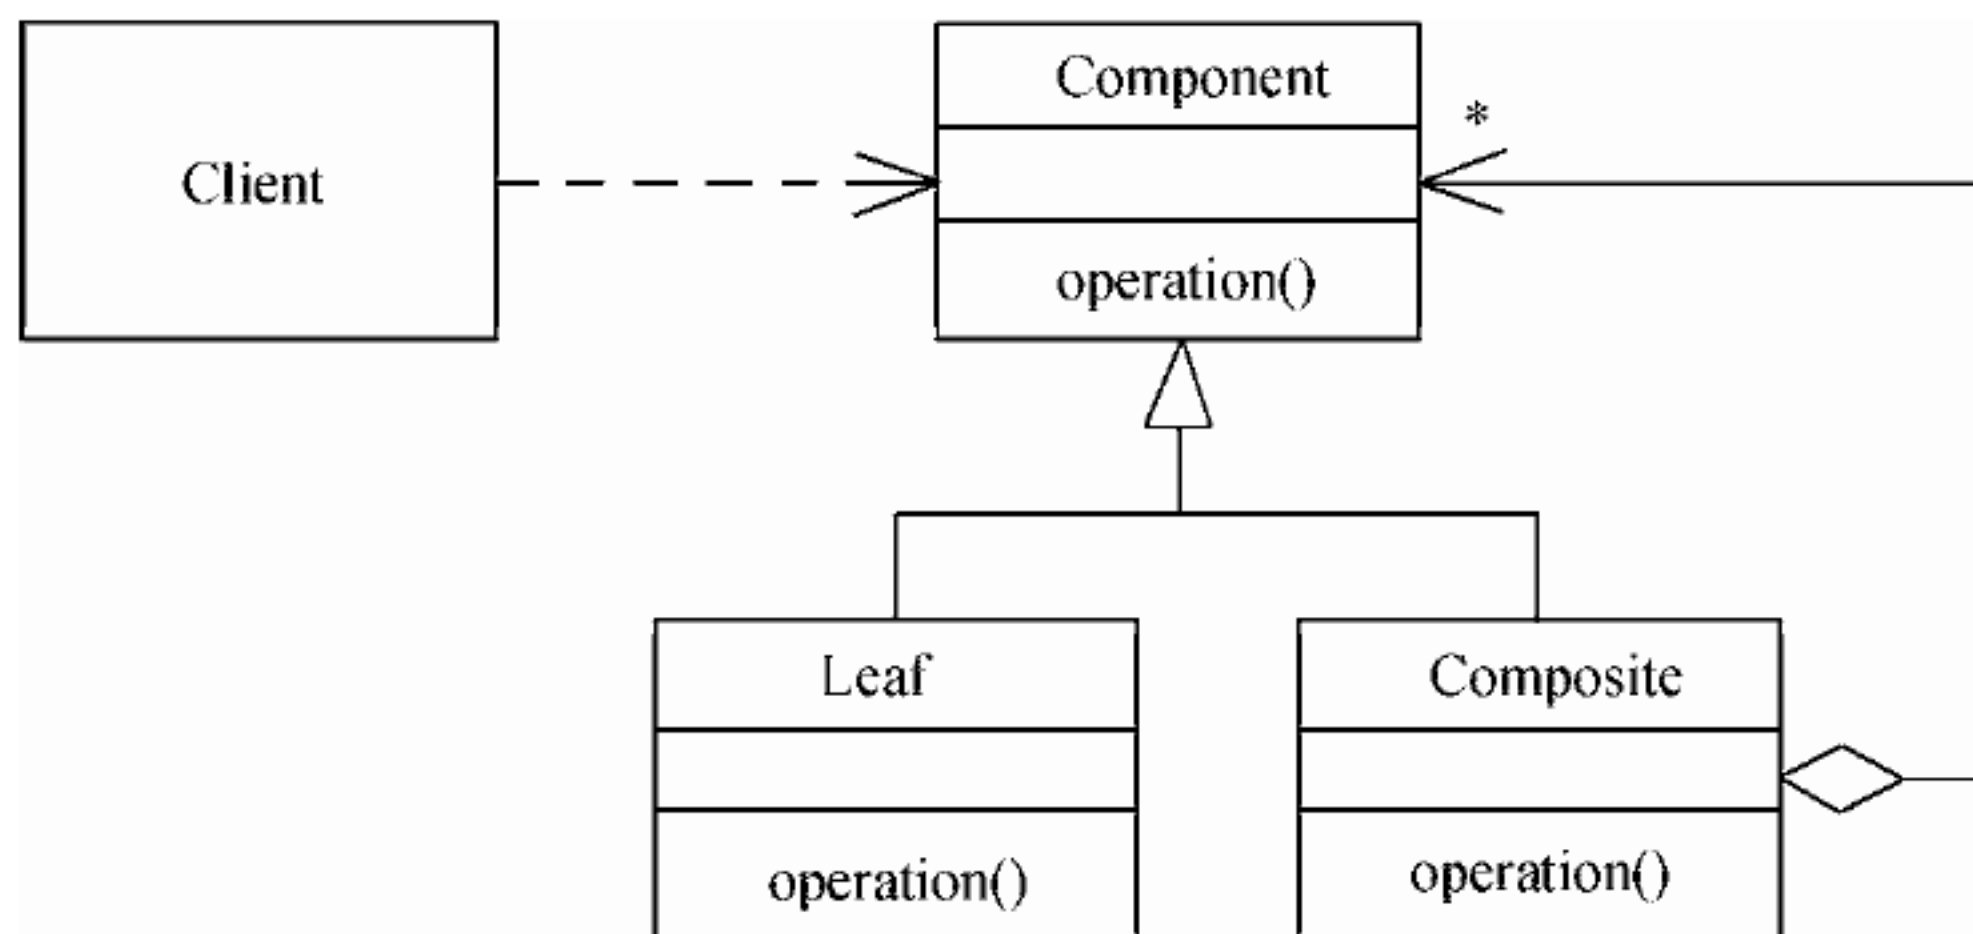 Client
Component
*
operation()
Leaf
operation()
Composite
operation()